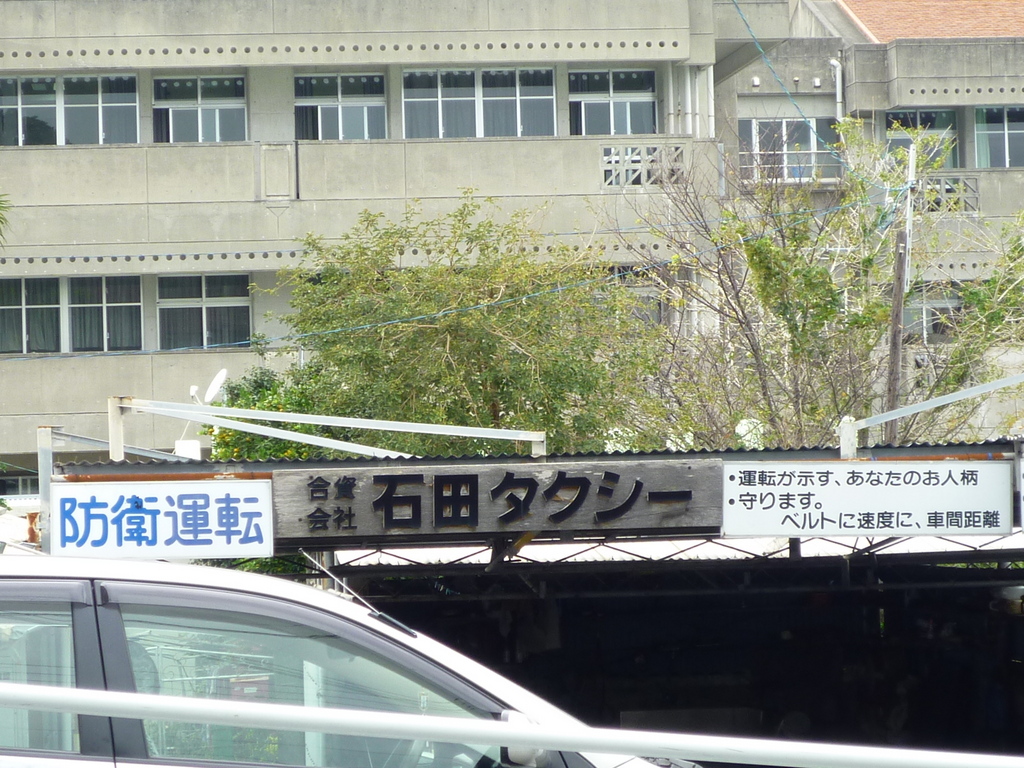 防衛運転
合資会社 石田タクシー
・運転が示す、あなたのお人柄
・守ります。
ベルトに速度に、車間距離